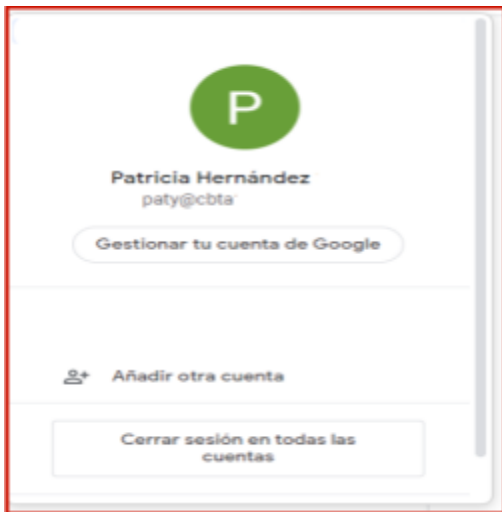 P
Patricia Hernández
paty@cbta
Gestionar tu cuenta de Google
Añadir otra cuenta
Cerrar sesión en todas las
cuentas